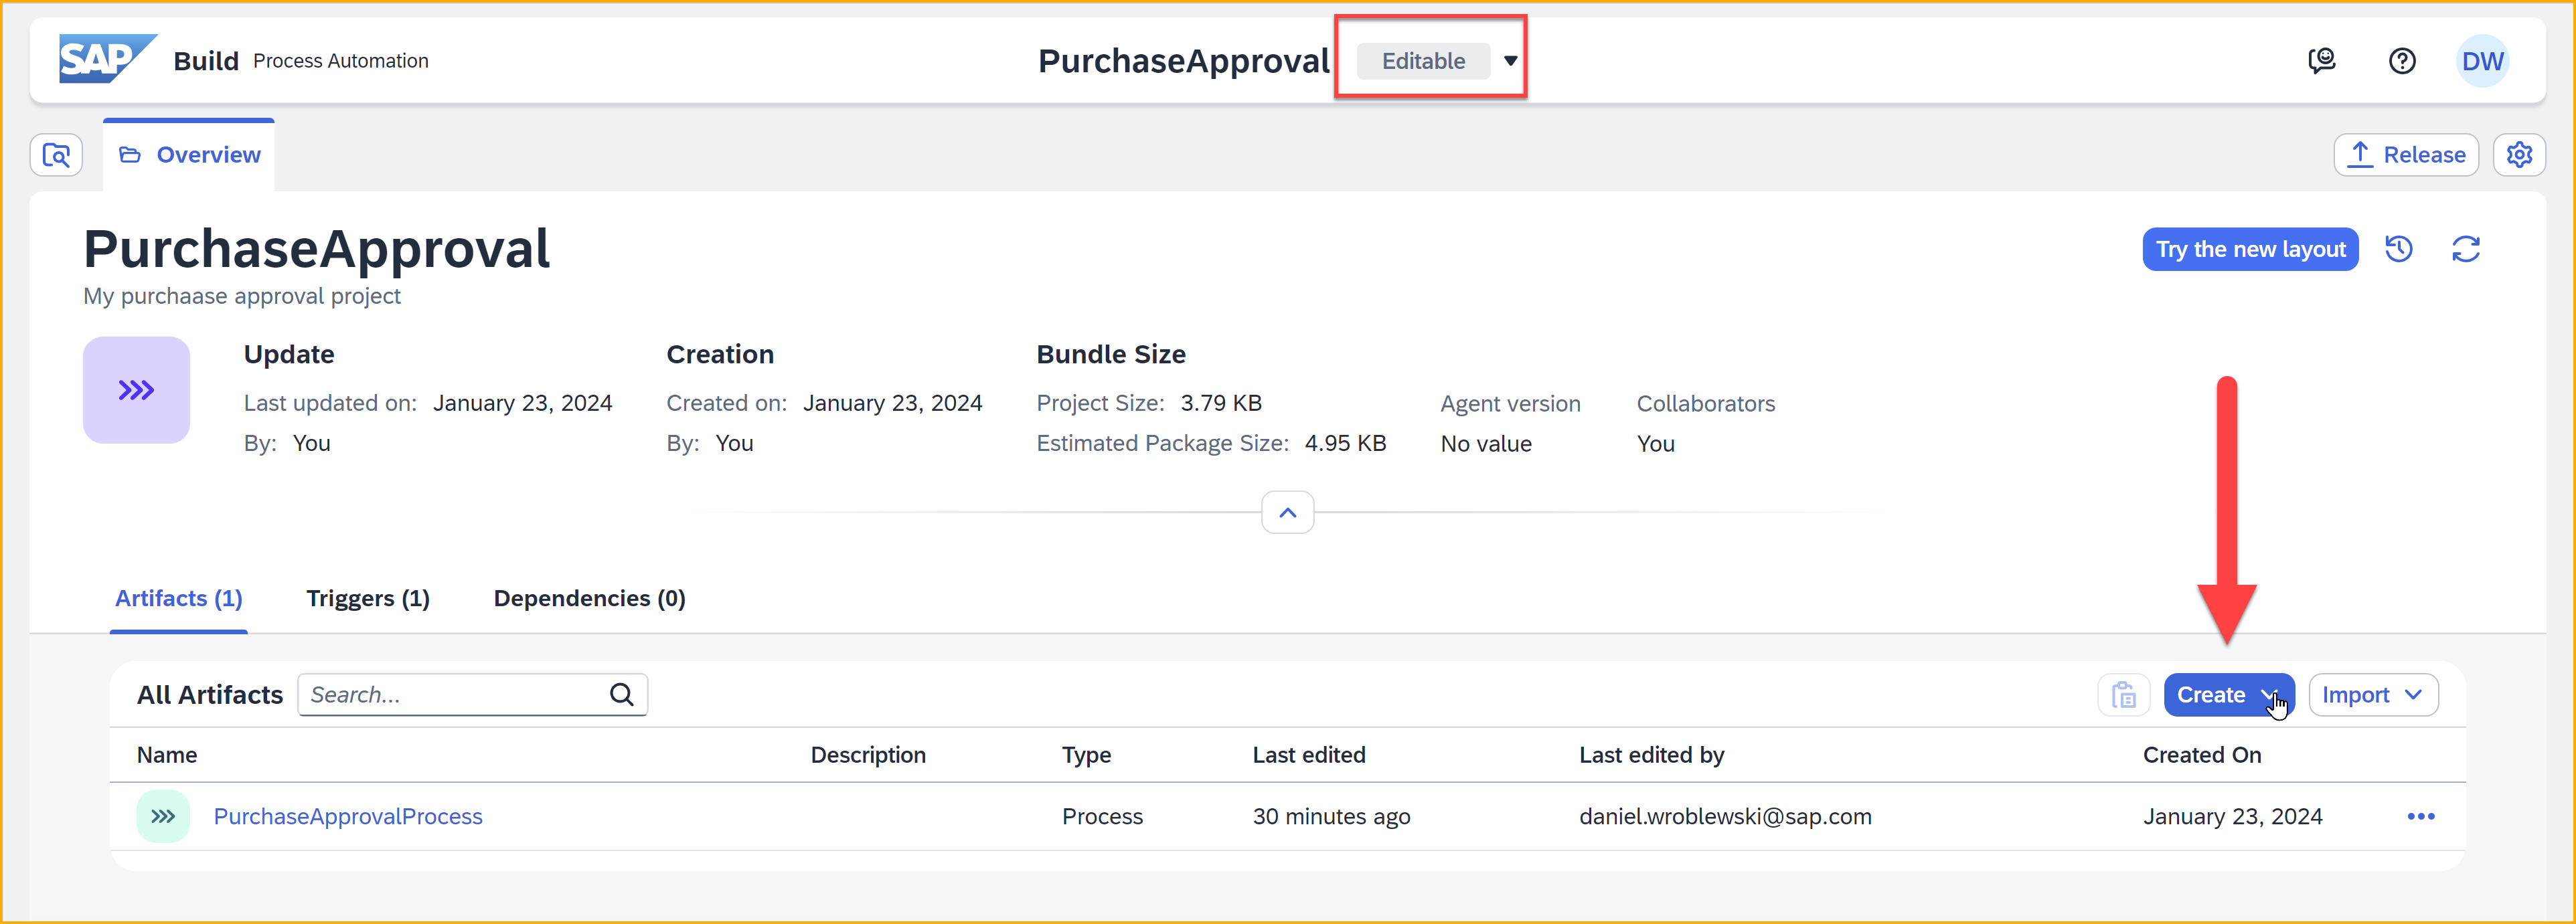 SAP Build Process Automation PurchaseApproval Editable DW
Overview Release
PurchaseApproval Try the new layout
My purchaase approval project
Update Creation Bundle Size
Last updated on: January 23, 2024 Created on: January 23, 2024 Project Size: 3.79 KB Agent version Collaborators
By: You By: You Estimated Package Size: 4.95 KB No value You
Artifacts (1) Triggers (1) Dependencies (0)
All Artifacts Search... Create Import
Name Description Type Last edited Last edited by Created On
PurchaseApprovalProcess Process 30 minutes ago daniel.wroblewski@sap.com January 23, 2024